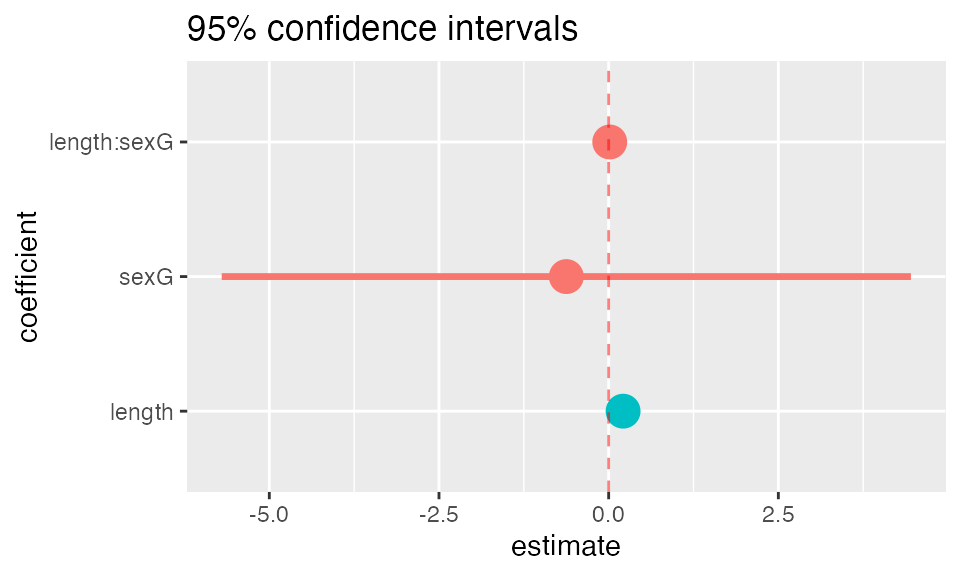 95% confidence intervals
coefficient
length:sexG
sexG
length
-5.0 -2.5 0.0 2.5
estimate